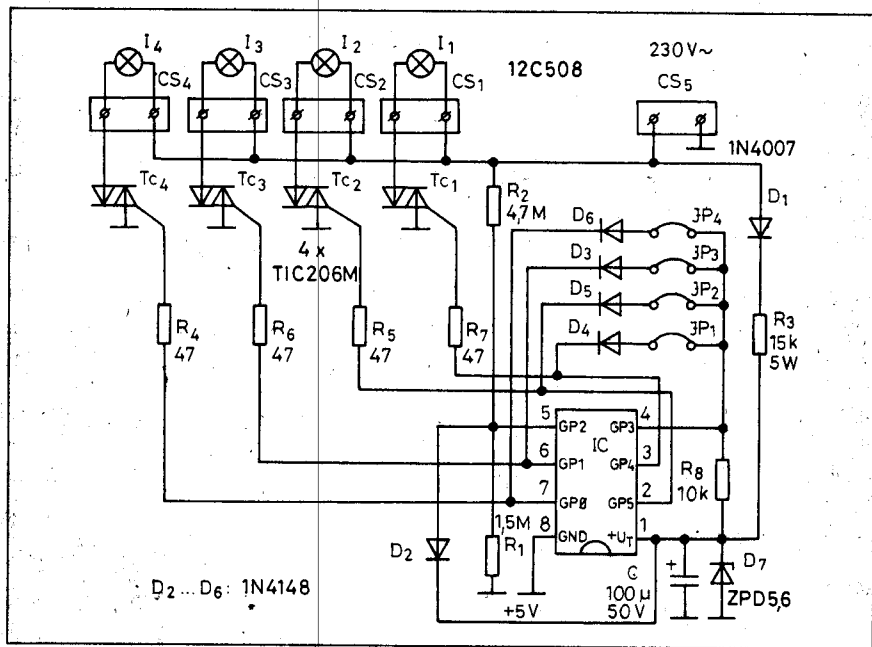 I4 I3 I2 I1 12C508 230V~
CS4 CS3 CS2 CS1 CS5
1N4007
Tc4 Tc3 Tc2 Tc1 R2 4,7M D1
D6 JP4
4 x
TIC206M
D3 JP3
D5 JP2
D4 JP1
R4 47 R6 47 R5 47 R7 47 R3 15k 5W
5 GP2 GP3 4
IC
6 GP1 GP4 3
7 GP0 GP5 2
8 GND +UT 1
R8 10k
1,5M R1
D2
D7
C
100µ
50V
+
ZPD5,6
+5V
D2...D6: 1N4148